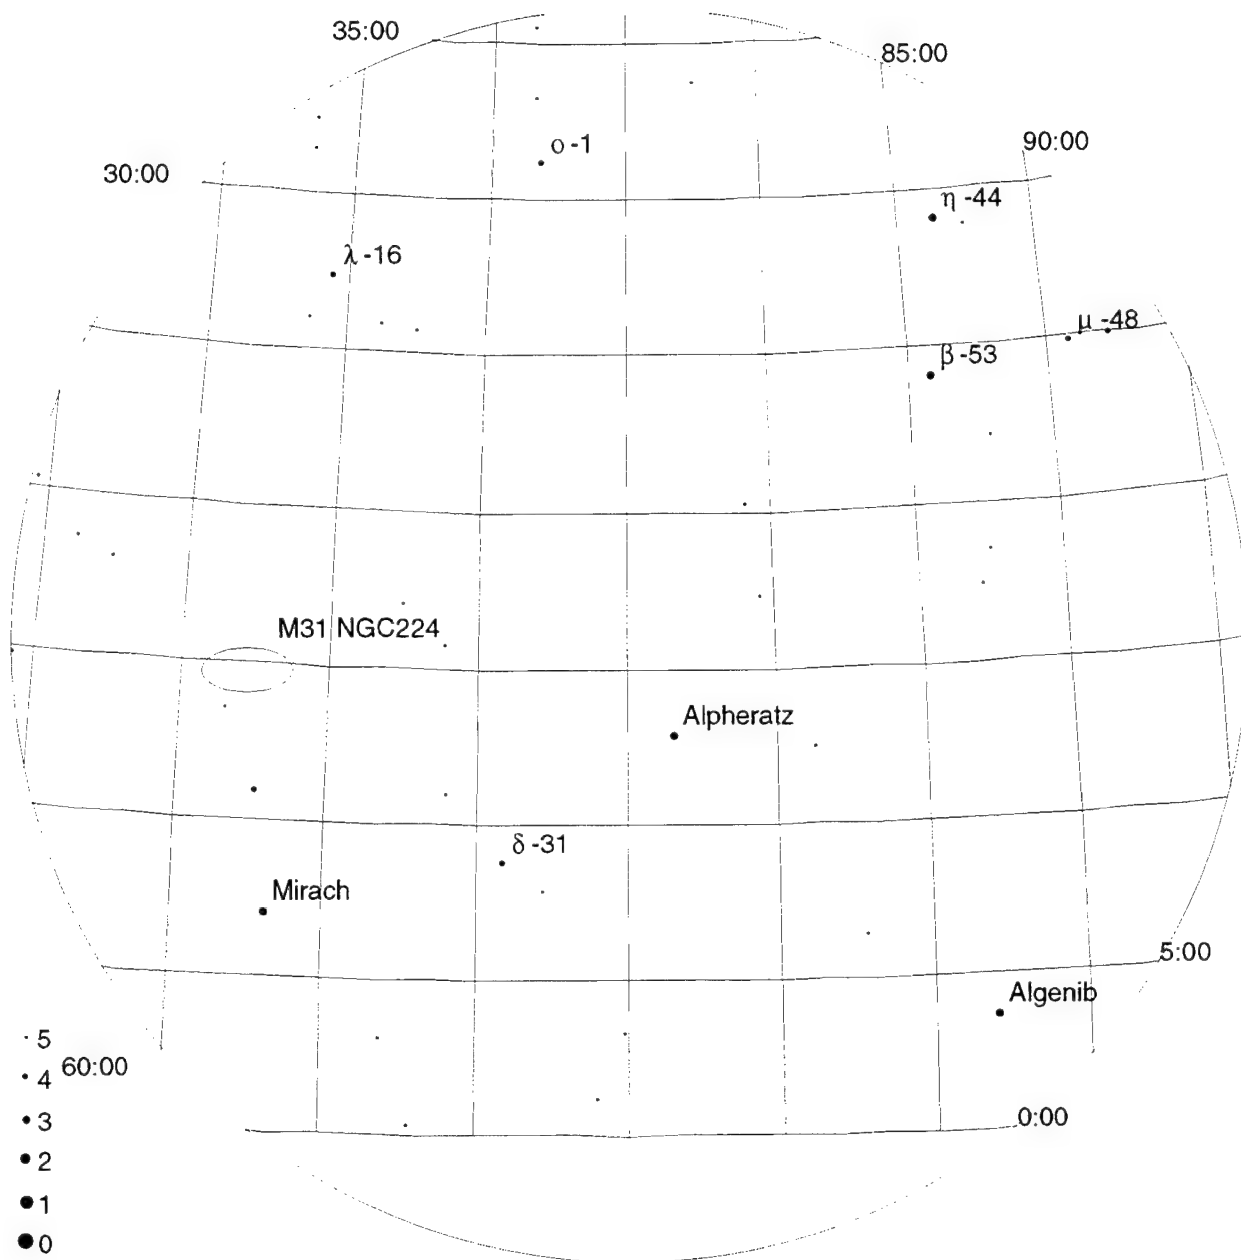 35:00
85:00
ο -1
90:00
30:00
η -44
λ -16
μ -48
β -53
M31 NGC224
Alpheratz
δ -31
Mirach
5:00
Algenib
5
60:00
4
3
0:00
2
1
0